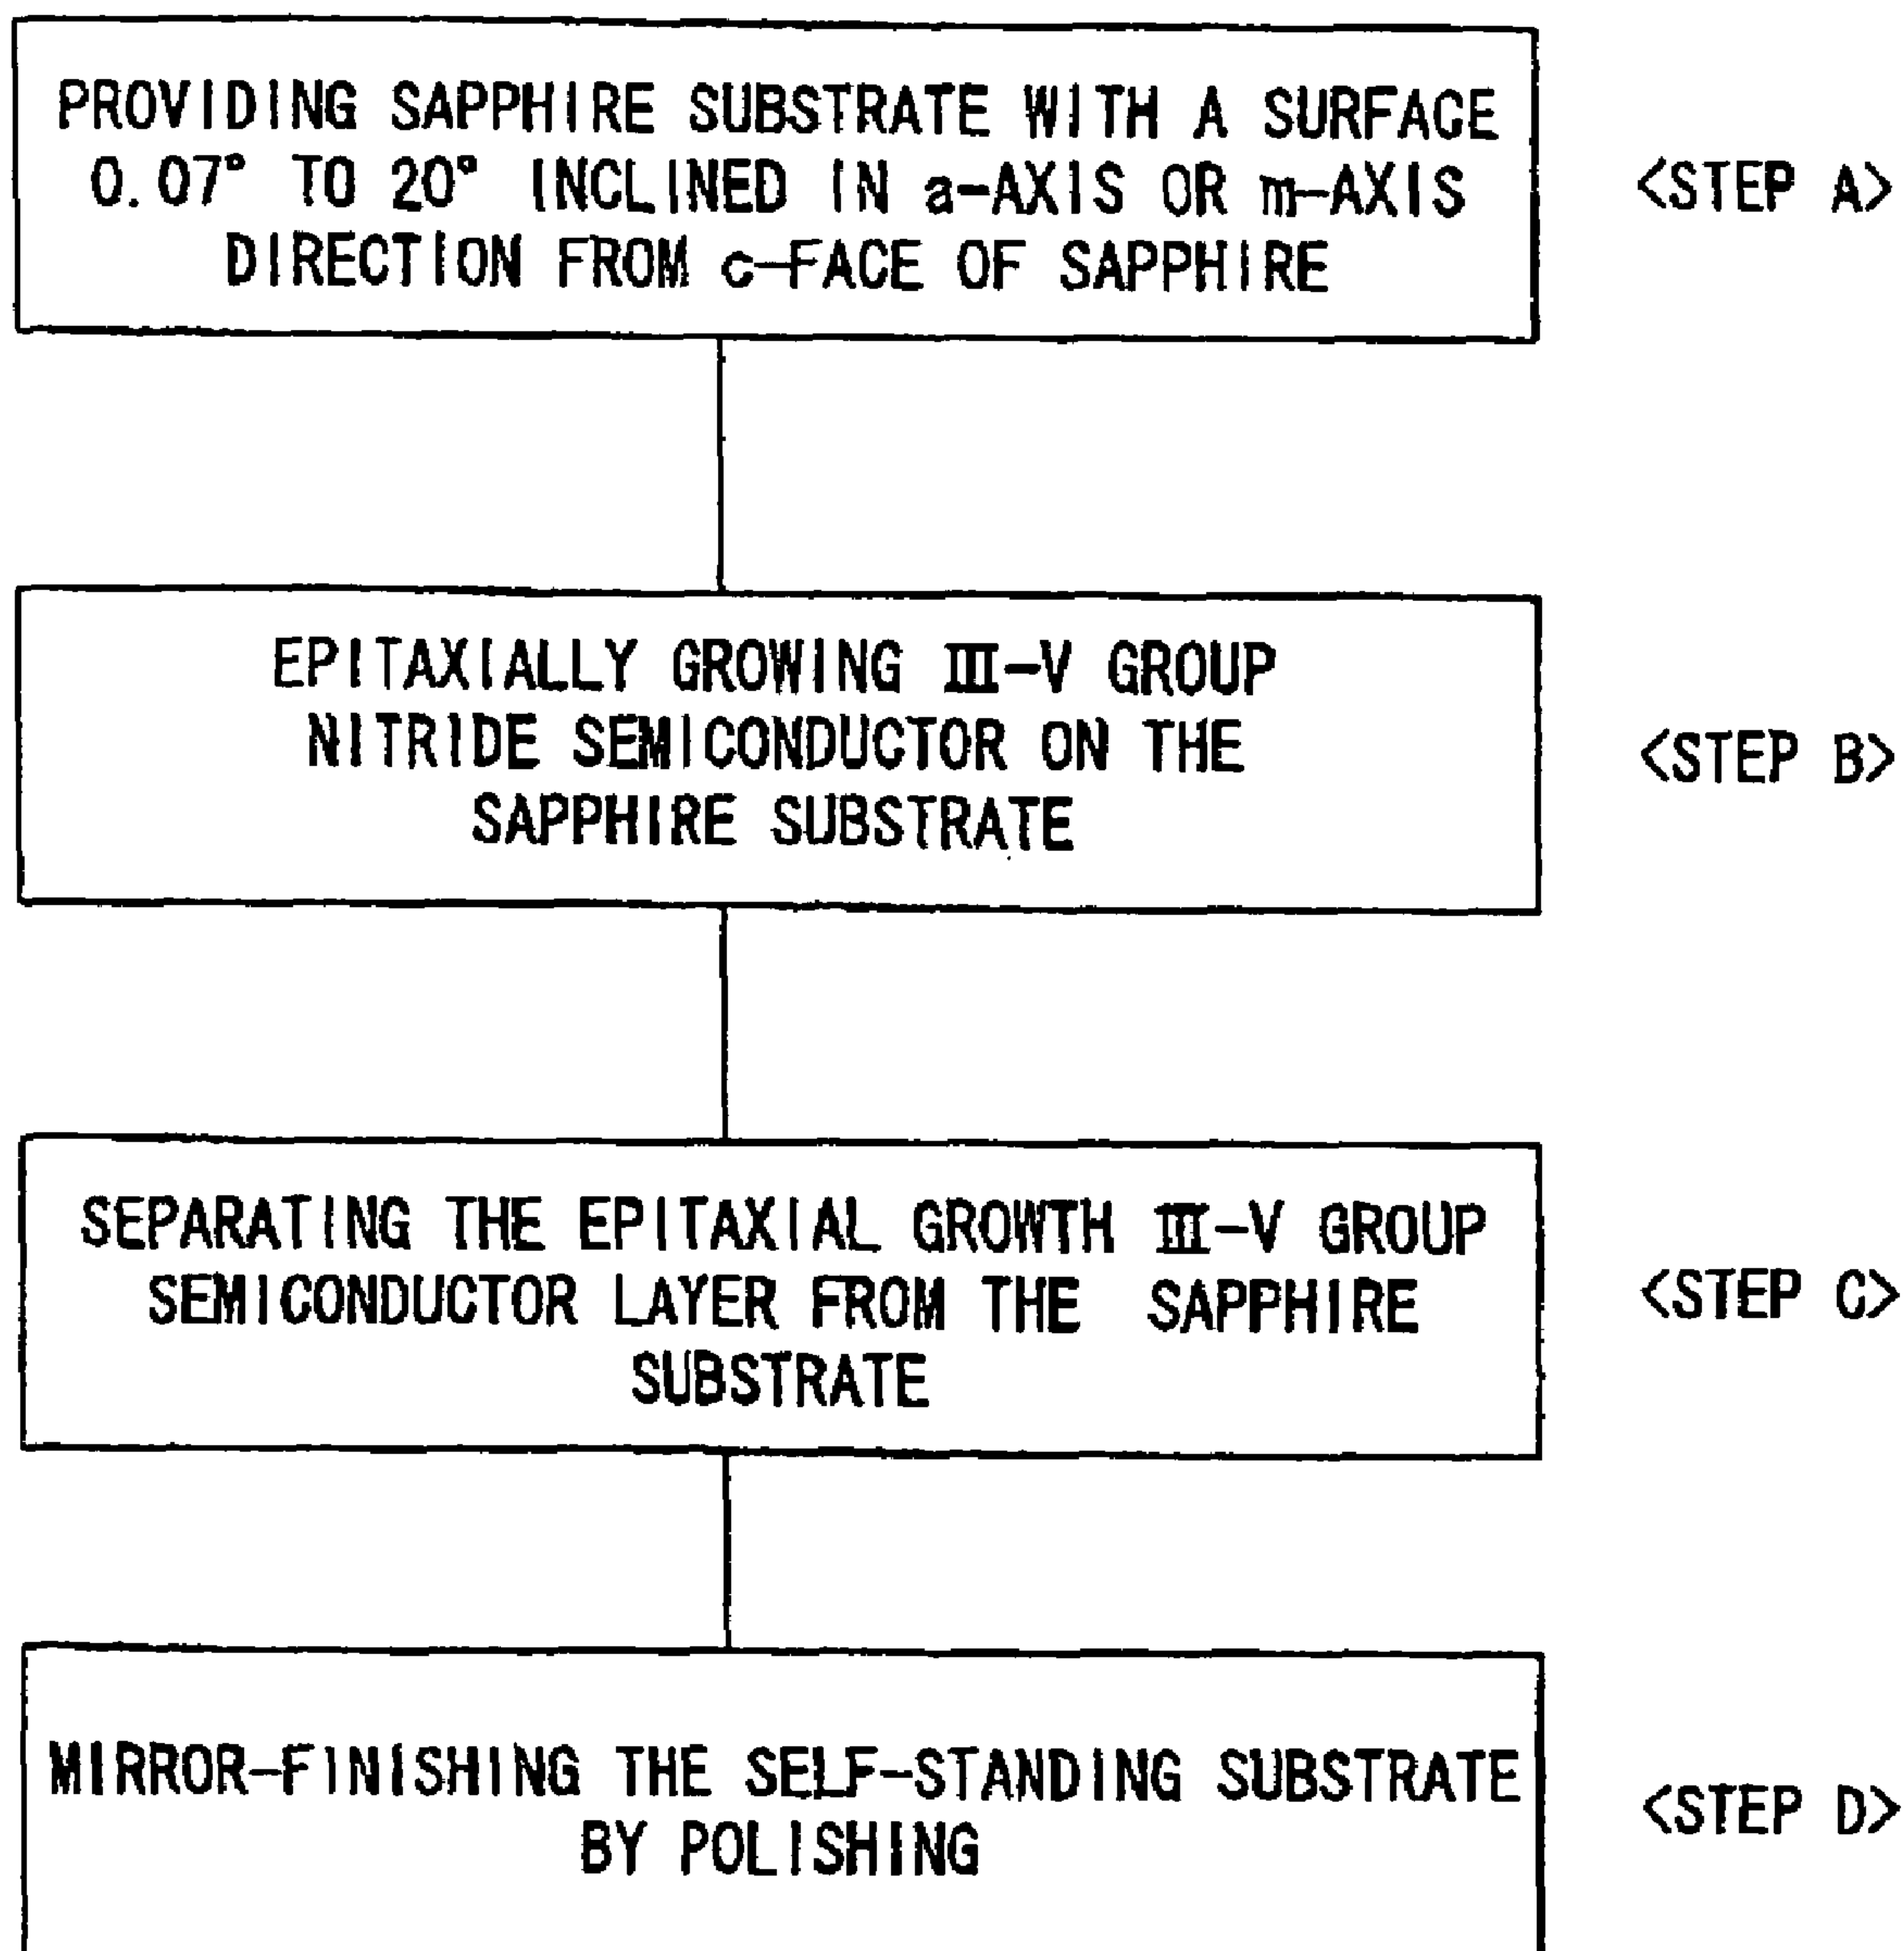 PROVIDING SAPPHIRE SUBSTRATE WITH A SURFACE
0.07° TO 20° INCLINED IN a-AXIS OR m-AXIS
DIRECTION FROM c-FACE OF SAPPHIRE
<STEP A>
EPITAXIALLY GROWING III-V GROUP
NITRIDE SEMICONDUCTOR ON THE
SAPPHIRE SUBSTRATE
<STEP B>
SEPARATING THE EPITAXIAL GROWTH III-V GROUP
SEMICONDUCTOR LAYER FROM THE SAPPHIRE
SUBSTRATE
<STEP C>
MIRROR-FINISHING THE SELF-STANDING SUBSTRATE
BY POLISHING
<STEP D>